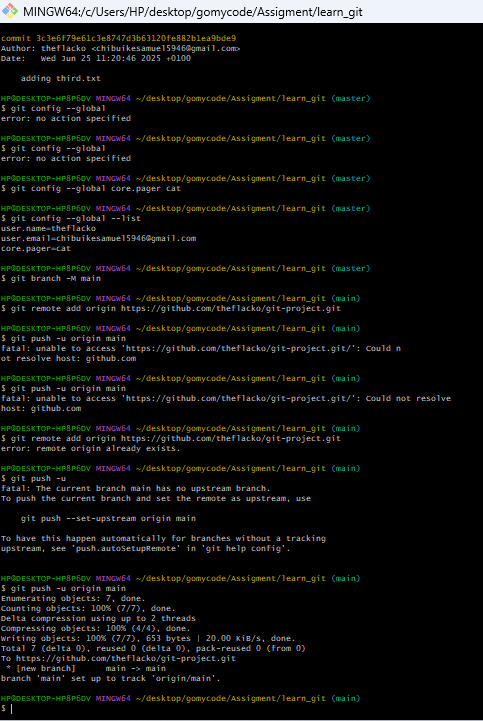 MINGW64:/c/Users/HP/desktop/gomycode/Assigment/learn_git
commit 3c3e6f79e61c3e8747d3b63120fe882b1ea9bde9
Author: theflacko <chibuikesamuel5946@gmail.com>
Date:   Wed Jun 25 11:20:46 2025 +0100
    adding third.txt
HP@DESKTOP-HP8P6DV MINGW64 ~/desktop/gomycode/Assigment/learn_git (master)
$ git config --global
error: no action specified
HP@DESKTOP-HP8P6DV MINGW64 ~/desktop/gomycode/Assigment/learn_git (master)
$ git config --global
error: no action specified
HP@DESKTOP-HP8P6DV MINGW64 ~/desktop/gomycode/Assigment/learn_git (master)
$ git config --global core.pager cat
HP@DESKTOP-HP8P6DV MINGW64 ~/desktop/gomycode/Assigment/learn_git (master)
$ git config --global --list
user.name=theflacko
user.email=chibuikesamuel5946@gmail.com
core.pager=cat
HP@DESKTOP-HP8P6DV MINGW64 ~/desktop/gomycode/Assigment/learn_git (master)
$ git branch -M main
HP@DESKTOP-HP8P6DV MINGW64 ~/desktop/gomycode/Assigment/learn_git (main)
$ git remote add origin https://github.com/theflacko/git-project.git
HP@DESKTOP-HP8P6DV MINGW64 ~/desktop/gomycode/Assigment/learn_git (main)
$ git push -u origin main
fatal: unable to access 'https://github.com/theflacko/git-project.git/': Could n
ot resolve host: github.com
HP@DESKTOP-HP8P6DV MINGW64 ~/desktop/gomycode/Assigment/learn_git (main)
$ git push -u origin main
fatal: unable to access 'https://github.com/theflacko/git-project.git/': Could not resolve
host: github.com
HP@DESKTOP-HP8P6DV MINGW64 ~/desktop/gomycode/Assigment/learn_git (main)
$ git remote add origin https://github.com/theflacko/git-project.git
error: remote origin already exists.
HP@DESKTOP-HP8P6DV MINGW64 ~/desktop/gomycode/Assigment/learn_git (main)
$ git push -u
fatal: The current branch main has no upstream branch.
To push the current branch and set the remote as upstream, use
    git push --set-upstream origin main
To have this happen automatically for branches without a tracking
upstream, see 'push.autoSetupRemote' in 'git help config'.
HP@DESKTOP-HP8P6DV MINGW64 ~/desktop/gomycode/Assigment/learn_git (main)
$ git push -u origin main
Enumerating objects: 7, done.
Counting objects: 100% (7/7), done.
Delta compression using up to 2 threads
Compressing objects: 100% (4/4), done.
Writing objects: 100% (7/7), 653 bytes | 20.00 KiB/s, done.
Total 7 (delta 0), reused 0 (delta 0), pack-reused 0 (from 0)
To https://github.com/theflacko/git-project.git
 * [new branch]      main -> main
branch 'main' set up to track 'origin/main'.
HP@DESKTOP-HP8P6DV MINGW64 ~/desktop/gomycode/Assigment/learn_git (main)
$